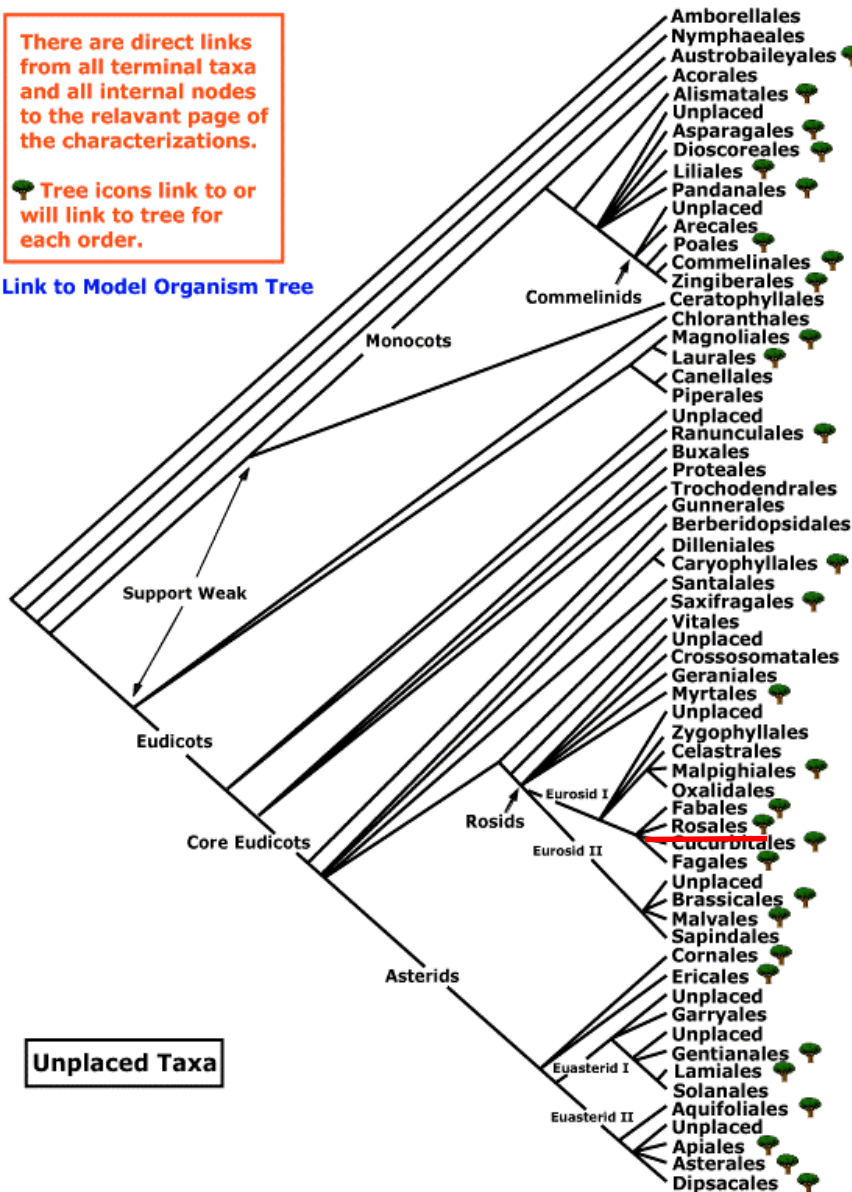 There are direct links
from all terminal taxa
and all internal nodes
to the relavant page of
the characterizations.
Tree icons link to or
will link to tree for
each order.
Link to Model Organism Tree
Amborellales
Nymphaeales
Austrobaileyales
Acorales
Alismatales
Unplaced
Asparagales
Dioscoreales
Liliales
Pandanales
Unplaced
Arecales
Poales
Commelinales
Zingiberales
Commelinids
Ceratophyllales
Chloranthales
Monocots
Magnoliales
Laurales
Canellales
Piperales
Unplaced
Ranunculales
Buxales
Proteales
Trochodendrales
Gunnerales
Berberidopsidales
Dilleniales
Caryophyllales
Santalales
Support Weak
Saxifragales
Vitales
Unplaced
Crossosomatales
Geraniales
Myrtales
Unplaced
Zygophyllales
Eudicots
Celastrales
Malpighiales
Oxalidales
Eurosid I
Fabales
Rosids
Rosales
Core Eudicots
Cucurbitales
Eurosid II
Fagales
Unplaced
Brassicales
Malvales
Sapindales
Cornales
Asterids
Ericales
Unplaced
Garryales
Unplaced
Gentianales
Unplaced Taxa
Euasterid I
Lamiales
Solanales
Aquifoliales
Euasterid II
Unplaced
Apiales
Asterales
Dipsacales